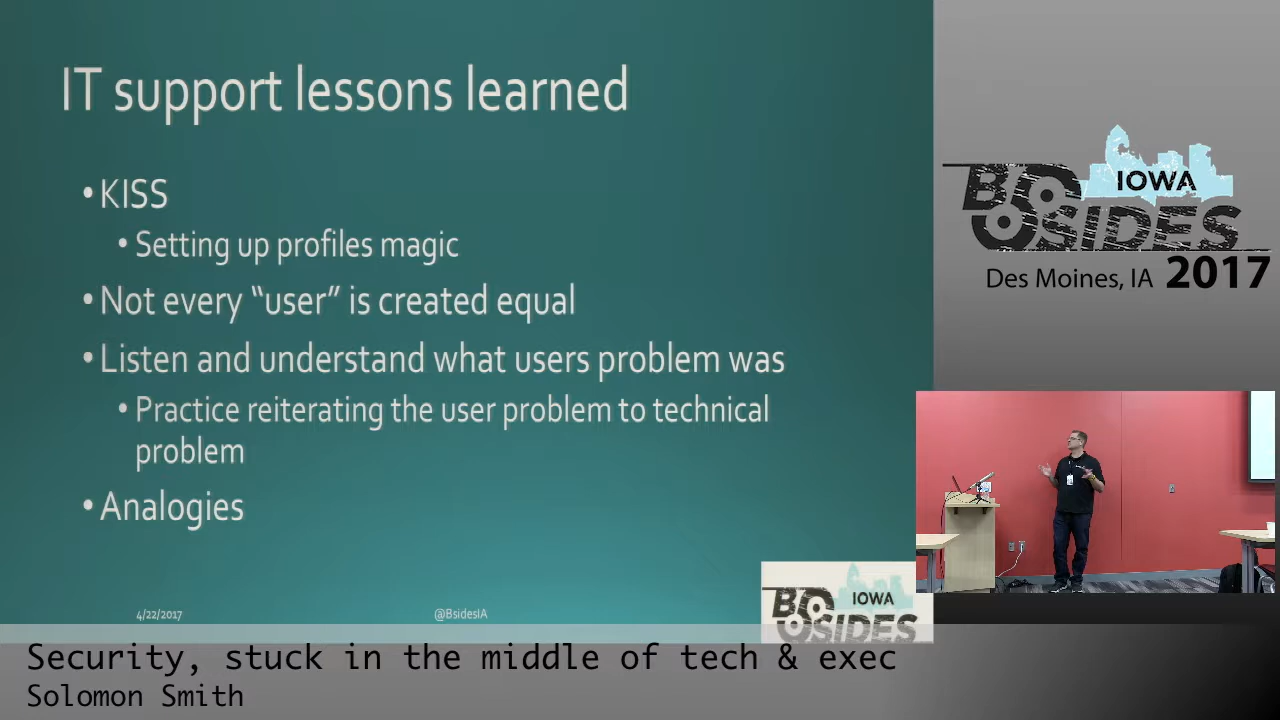 IT support lessons learned
• KISS
• Setting up profiles magic
• Not every “user” is created equal
• Listen and understand what users problem was
• Practice reiterating the user problem to technical
problem
• Analogies
4/22/2017
@BsidesIA
IOWA
BSIDES
IOWA
BSIDES
Des Moines, IA 2017
Security, stuck in the middle of tech & exec
Solomon Smith